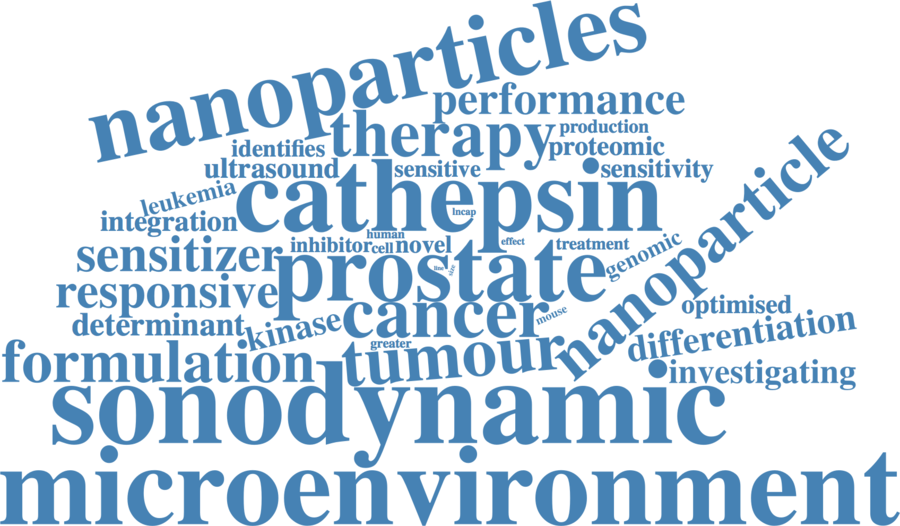 nanoparticles
performance
therapy
production
identifies
proteomic
ultrasound
sensitive
sensitivity
nanoparticle
leukemia
cathepsin
lncap
integration
human
inhibitor
cell
novel
effect
treatment
genomic
sensitizer
prostate
line
size
responsive
cancer
mouse
optimised
determinant
kinase
greater
differentiation
formulation
tumour
investigating
sonodynamic
microenvironment